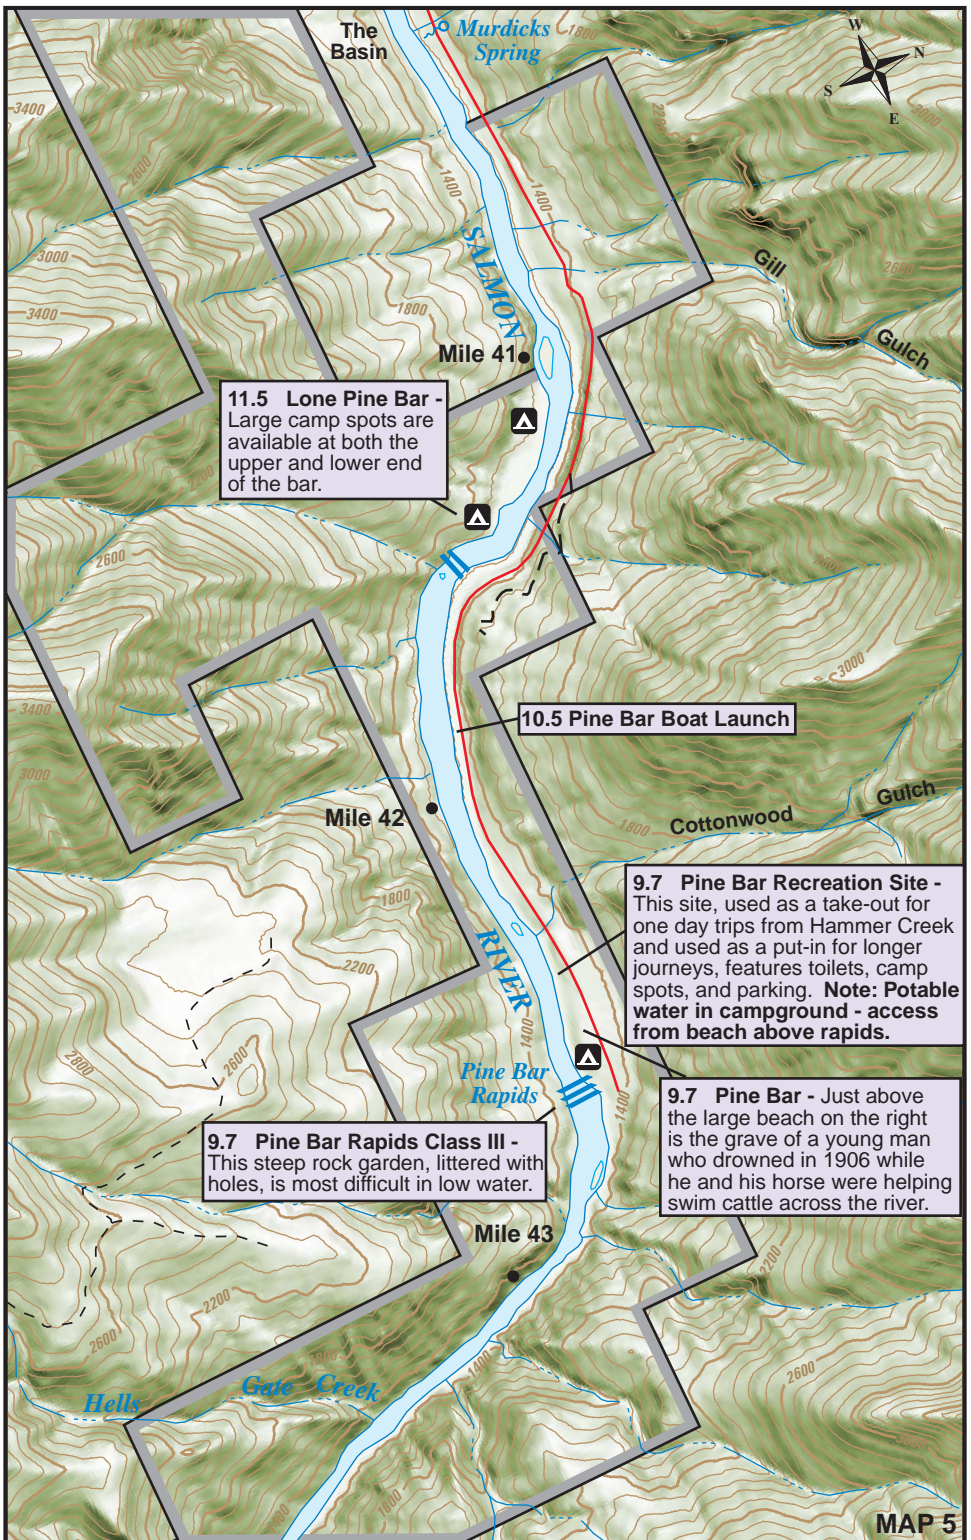 The
Basin
Murdicks
Spring
1800
W
N
S
E
3400
2600
2200
3000
1400
1400
3000
SALMON
Gill
2600
3400
1800
Gulch
Mile 41
11.5 Lone Pine Bar -
Large camp spots are
available at both the
upper and lower end
of the bar.
2200
2600
3000
3400
10.5 Pine Bar Boat Launch
3000
Mile 42
Cottonwood
Gulch
1800
1800
9.7 Pine Bar Recreation Site -
This site, used as a take-out for
one day trips from Hammer Creek
and used as a put-in for longer
journeys, features toilets, camp
spots, and parking. Note: Potable
water in campground - access
from beach above rapids.
RIVER
2200
1400
2800
2600
Pine Bar
Rapids
1400
9.7 Pine Bar - Just above
the large beach on the right
is the grave of a young man
who drowned in 1906 while
he and his horse were helping
swim cattle across the river.
9.7 Pine Bar Rapids Class III -
This steep rock garden, littered with
holes, is most difficult in low water.
Mile 43
2200
2200
2600
1800
1400
2600
Hells
Gate Creek
1800
MAP 5